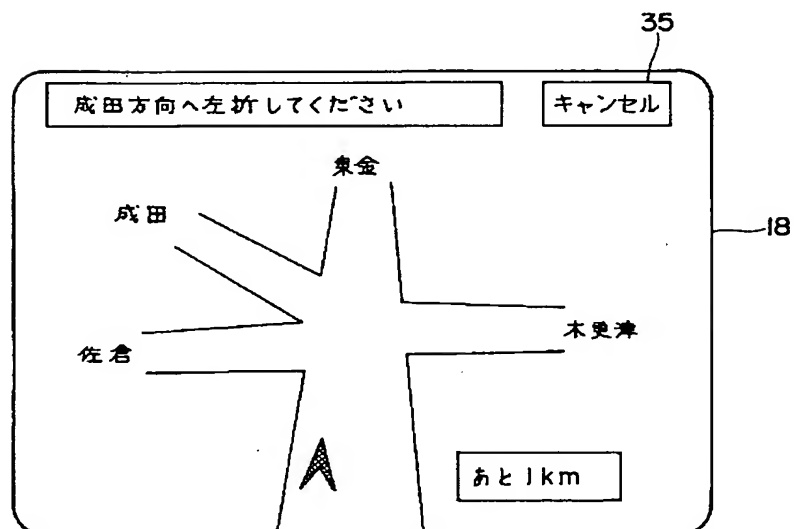 35
成田方向へ左折してください
キャンセル
東金
成田
18
佐倉
木更津
あと1km